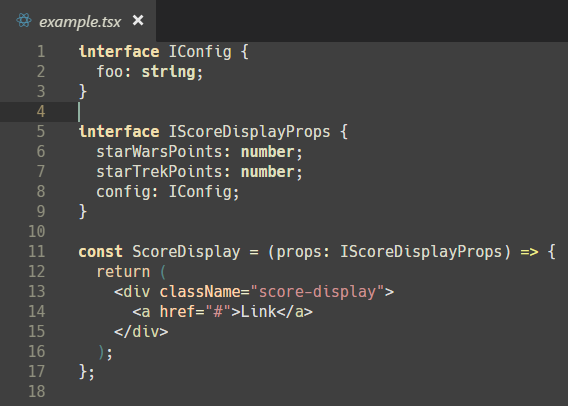 example.tsx ×
1 interface IConfig {
2   foo: string;
3 }
4
5 interface IScoreDisplayProps {
6   starWarsPoints: number;
7   starTrekPoints: number;
8   config: IConfig;
9 }
10
11 const ScoreDisplay = (props: IScoreDisplayProps) => {
12   return (
13     <div className="score-display">
14       <a href="#">Link</a>
15     </div>
16   );
17 };
18